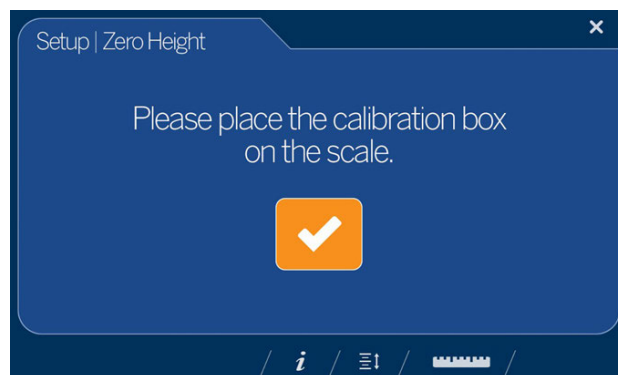 Setup | Zero Height
Please place the calibration box
on the scale.
i